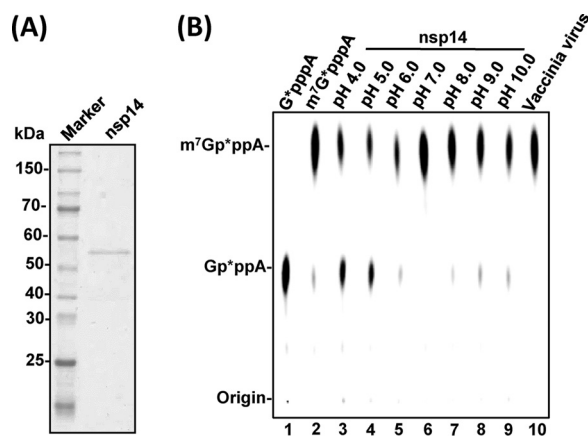 (A)
Marker
nsp14
kDa
150-
70-
60-
50-
40-
30-
25-
(B)
nsp14
G*pppA
m⁷G*pppA
pH 4.0
pH 5.0
pH 6.0
pH 7.0
pH 8.0
pH 9.0
pH 10.0
Vaccinia virus
m⁷Gp*ppA-
Gp*ppA-
Origin-
1 2 3 4 5 6 7 8 9 10